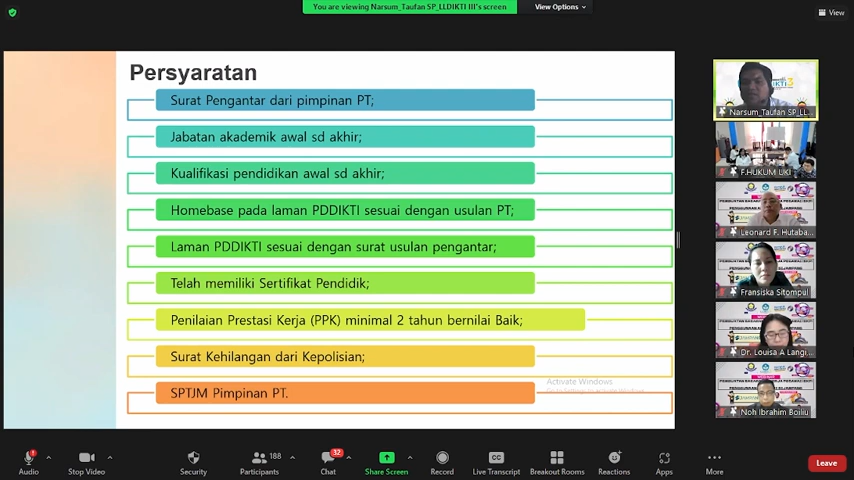 You are viewing Narsum_Taufan SP_LLDIKTI III's screen
View Options
View
Persyaratan
Surat Pengantar dari pimpinan PT;
Jabatan akademik awal sd akhir;
Kualifikasi pendidikan awal sd akhir;
Homebase pada laman PDDIKTI sesuai dengan usulan PT;
Laman PDDIKTI sesuai dengan surat usulan pengantar;
Telah memiliki Sertifikat Pendidik;
Penilaian Prestasi Kerja (PPK) minimal 2 tahun bernilai Baik;
Surat Kehilangan dari Kepolisian;
SPTJM Pimpinan PT.
Activate Windows
Narsum_Taufan SP_LL...
F.HUKUM UKI
Leonard F. Hutaba...
Fransiska Sitompul
Dr. Louisa A Langi...
Noh Ibrahim Boiliu
Audio
Stop Video
Security
188
Participants
32
Chat
Share Screen
Record
CC
Live Transcript
Breakout Rooms
Reactions
Apps
More
Leave